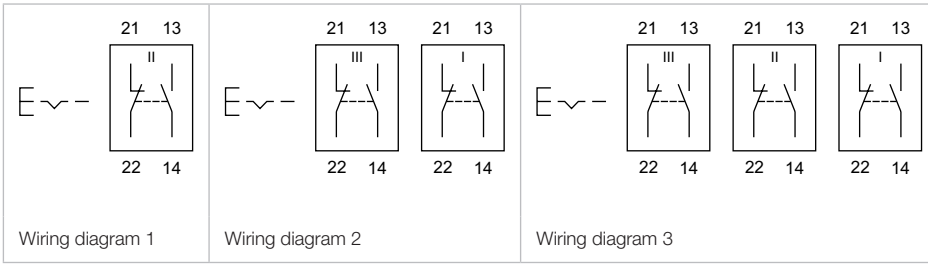 21 13
II
22 14
Wiring diagram 1
21 13 21 13
III I
22 14 22 14
Wiring diagram 2
21 13 21 13 21 13
III II I
22 14 22 14 22 14
Wiring diagram 3